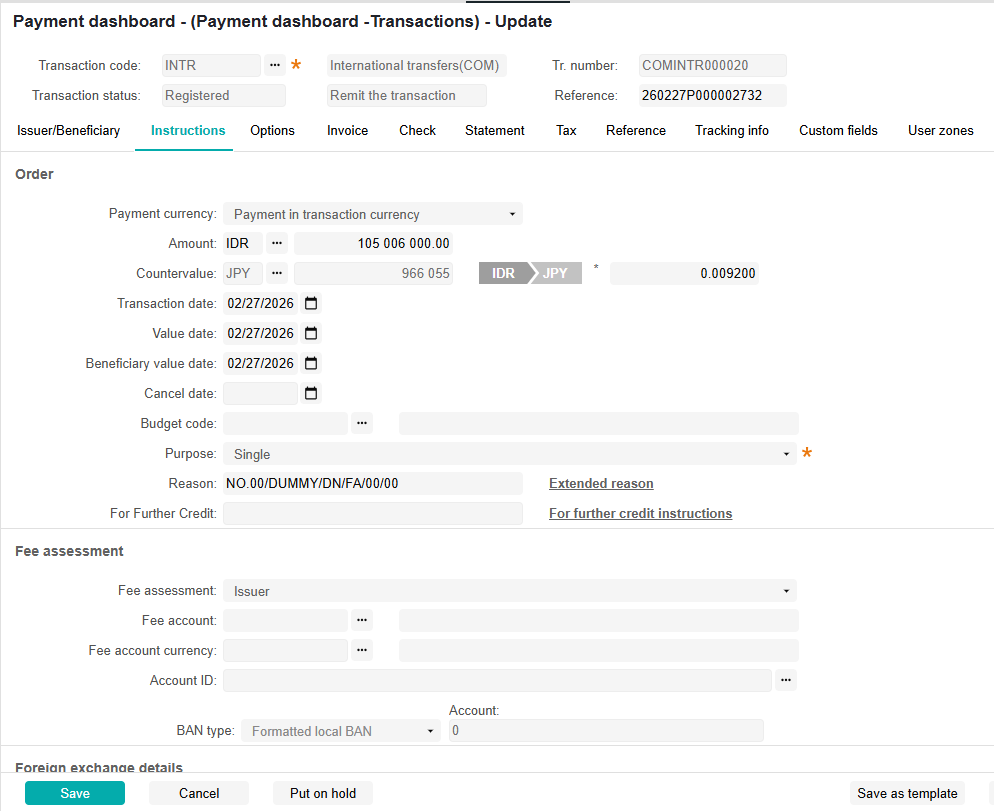 Payment dashboard - (Payment dashboard -Transactions) - Update
Transaction code: INTR ... * International transfers(COM) Tr. number: COMINTR000020
Transaction status: Registered Remit the transaction Reference: 260227P000002732
Issuer/Beneficiary Instructions Options Invoice Check Statement Tax Reference Tracking info Custom fields User zones
Order
Payment currency: Payment in transaction currency
Amount: IDR ... 105 006 000.00
Countervalue: JPY ... 966 055 IDR JPY * 0.009200
Transaction date: 02/27/2026
Value date: 02/27/2026
Beneficiary value date: 02/27/2026
Cancel date:
Budget code: ...
Purpose: Single *
Reason: NO.00/DUMMY/DN/FA/00/00 Extended reason
For Further Credit: For further credit instructions
Fee assessment
Fee assessment: Issuer
Fee account: ...
Fee account currency: ...
Account ID: ...
Account:
BAN type: Formatted local BAN 0
Foreign exchange details
Save Cancel Put on hold Save as template